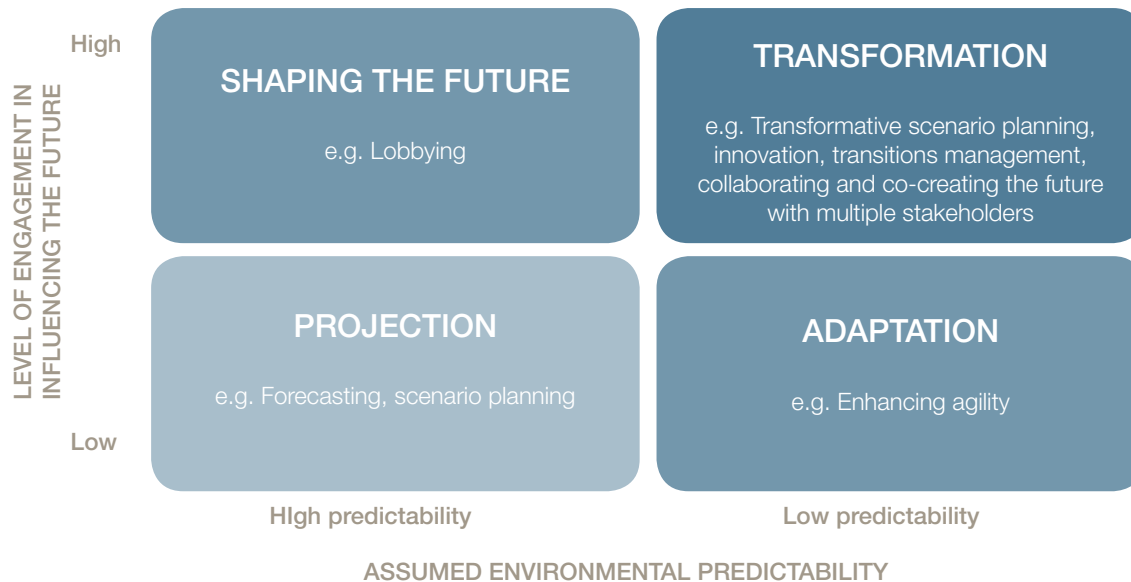 LEVEL OF ENGAGEMENT IN
INFLUENCING THE FUTURE
High
SHAPING THE FUTURE
e.g. Lobbying
TRANSFORMATION
e.g. Transformative scenario planning,
innovation, transitions management,
collaborating and co-creating the future
with multiple stakeholders
PROJECTION
e.g. Forecasting, scenario planning
ADAPTATION
e.g. Enhancing agility
Low
HIgh predictability
Low predictability
ASSUMED ENVIRONMENTAL PREDICTABILITY